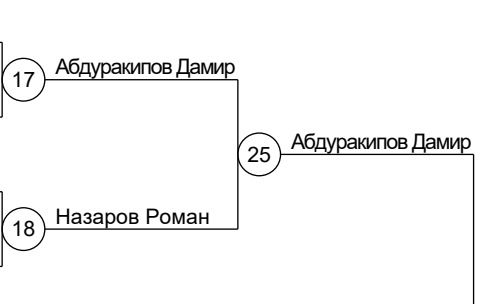 17 Абдуракипов Дамир
25 Абдуракипов Дамир
18 Назаров Роман